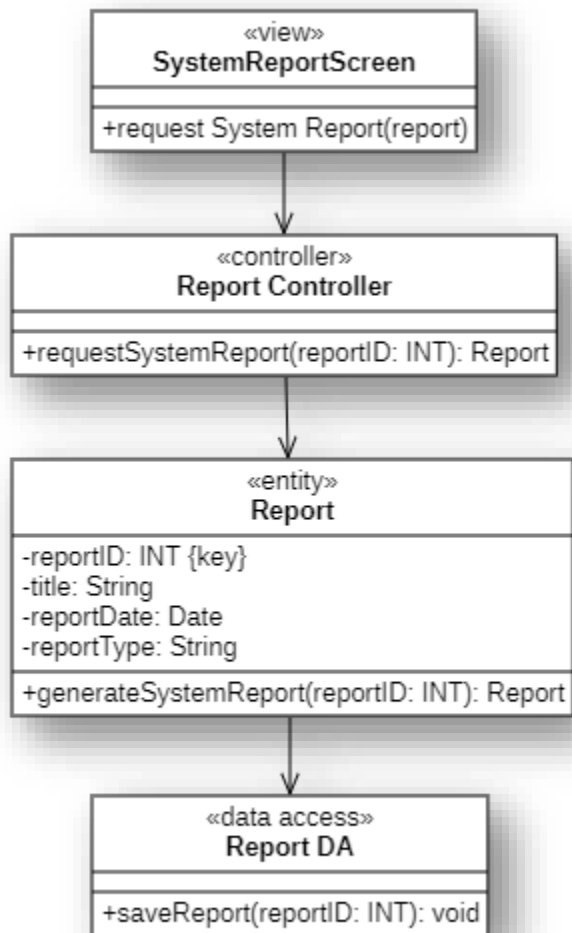 «view»
SystemReportScreen
+request System Report(report)
«controller»
Report Controller
+requestSystemReport(reportID: INT): Report
«entity»
Report
-reportID: INT {key}
-title: String
-reportDate: Date
-reportType: String
+generateSystemReport(reportID: INT): Report
«data access»
Report DA
+saveReport(reportID: INT): void